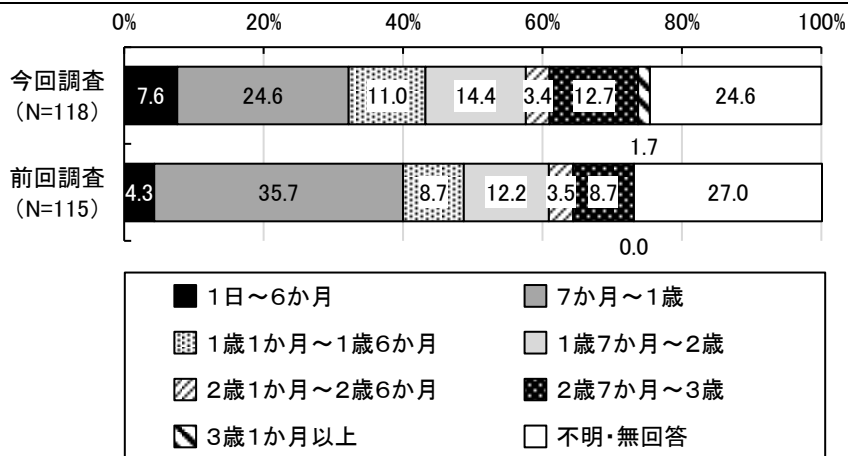 0% 20% 40% 60% 80% 100%
今回調査
（N=118）
7.6 24.6 11.0 14.4 3.4 12.7 24.6
1.7
前回調査
（N=115）
4.3 35.7 8.7 12.2 3.5 8.7 27.0
0.0
１日～６か月 ７か月～１歳
１歳１か月～１歳６か月 １歳７か月～２歳
２歳１か月～２歳６か月 ２歳７か月～３歳
３歳１か月以上 不明・無回答